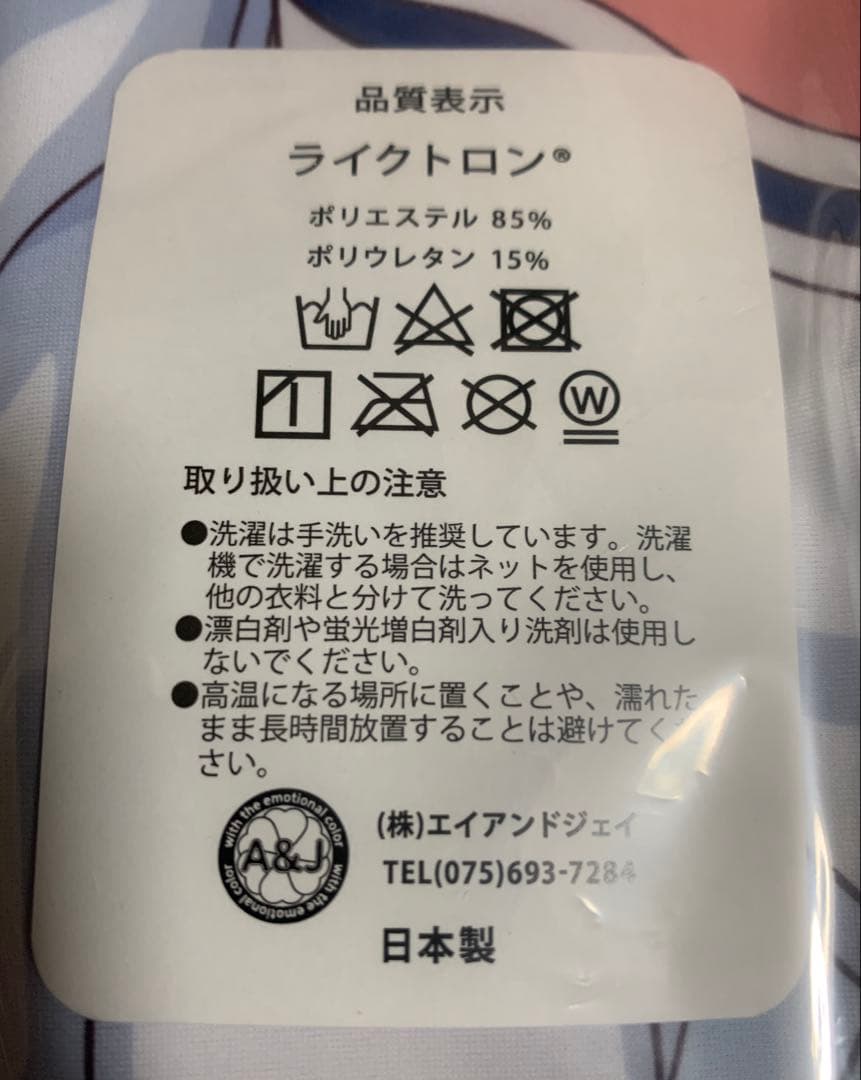 品質表示
ライクトロン®
ポリエステル 85%
ポリウレタン 15%
W
取り扱い上の注意
●洗濯は手洗いを推奨しています。洗濯
機で洗濯する場合はネットを使用し、
他の衣料と分けて洗ってください。
●漂白剤や蛍光増白剤入り洗剤は使用し
ないでください。
●高温になる場所に置くことや、濡れた
まま長時間放置することは避けてくだ
さい。
with the emotional color
A&J
with the emotional color
(株)エイアンドジェイ
TEL(075)693-7284
日本製